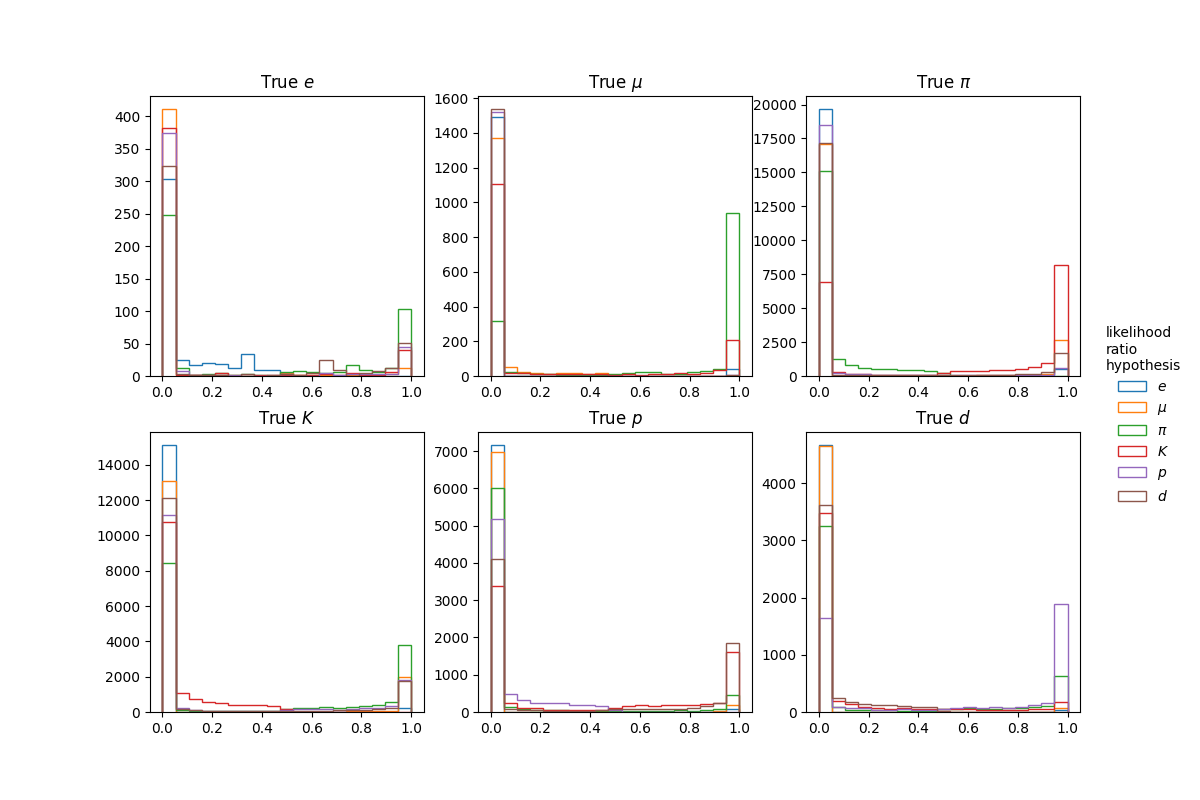 True e
True μ
True π
400
350
300
250
200
150
100
50
0
0.0 0.2 0.4 0.6 0.8 1.0
1600
1400
1200
1000
800
600
400
200
0
0.0 0.2 0.4 0.6 0.8 1.0
20000
17500
15000
12500
10000
7500
5000
2500
0
0.0 0.2 0.4 0.6 0.8 1.0
True K
True p
True d
14000
12000
10000
8000
6000
4000
2000
0
0.0 0.2 0.4 0.6 0.8 1.0
7000
6000
5000
4000
3000
2000
1000
0
0.0 0.2 0.4 0.6 0.8 1.0
4000
3000
2000
1000
0
0.0 0.2 0.4 0.6 0.8 1.0
likelihood
ratio
hypothesis
e
μ
π
K
p
d